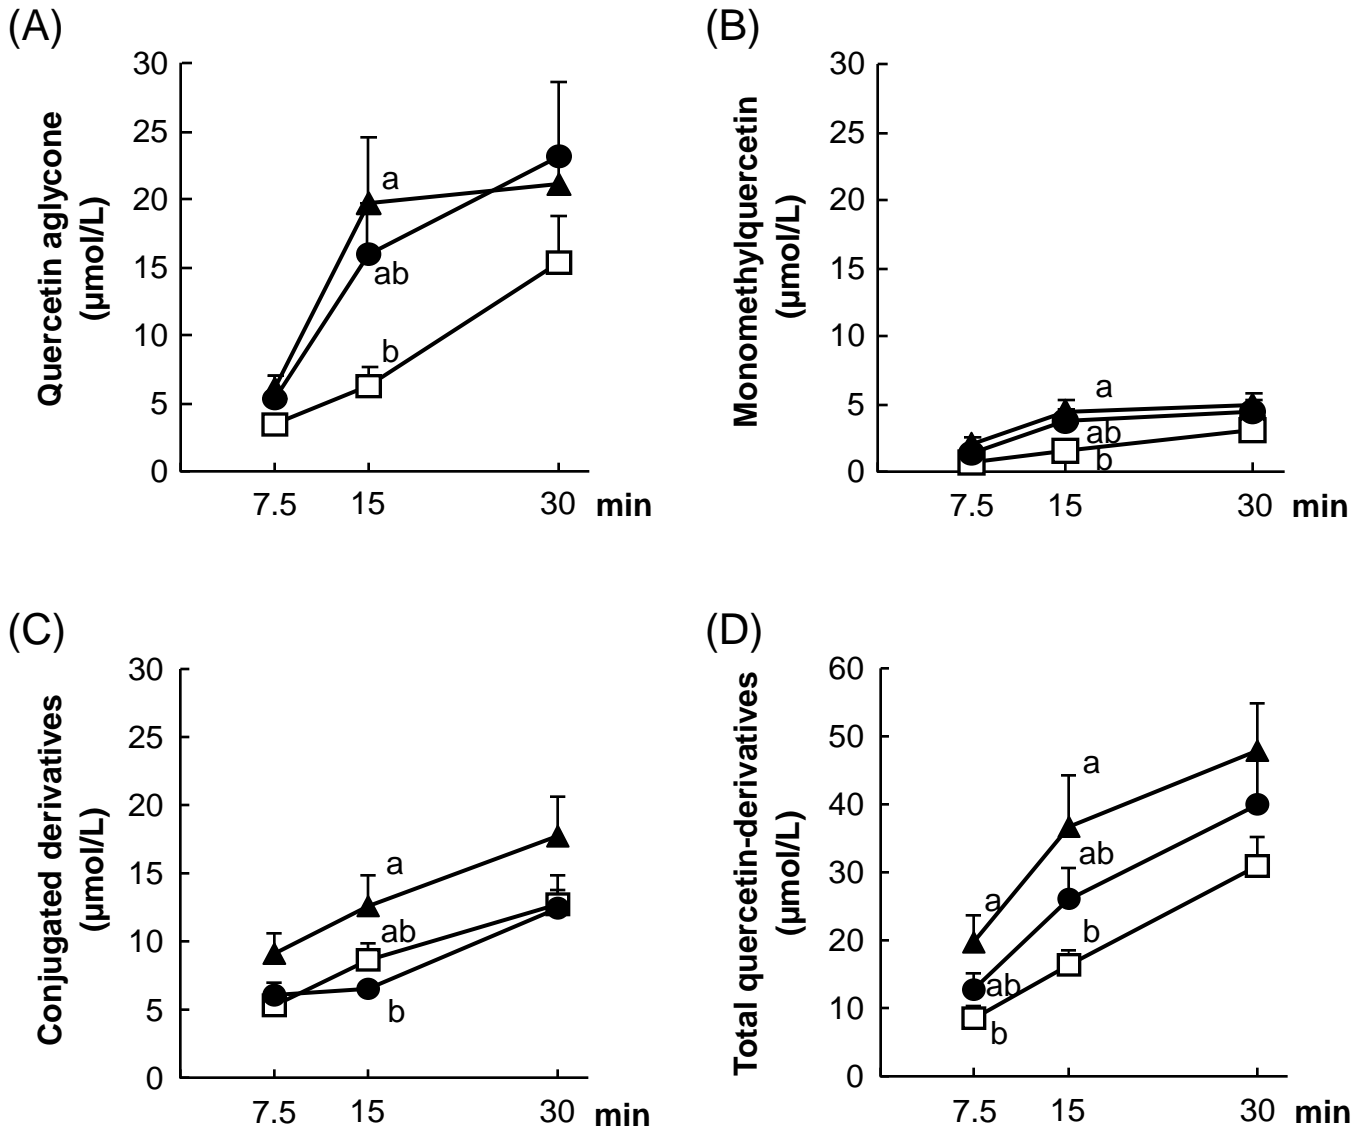 (A)
Quercetin aglycone
(µmol/L)
30
25
20
15
10
5
0
a
ab
b
7.5
15
30
min
(B)
Monomethylquercetin
(µmol/L)
30
25
20
15
10
5
0
a
ab
b
7.5
15
30
min
(C)
Conjugated derivatives
(µmol/L)
30
25
20
15
10
5
0
a
ab
b
7.5
15
30
min
(D)
Total quercetin-derivatives
(µmol/L)
60
50
40
30
20
10
0
a
ab
b
a
ab
b
7.5
15
30
min